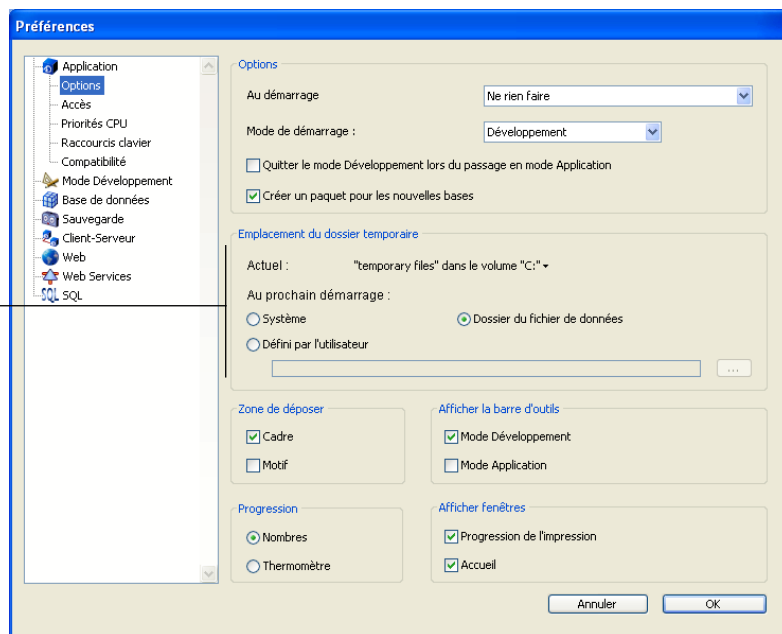 Préférences
Application
Options
Accès
Priorités CPU
Raccourcis clavier
Compatibilité
Mode Développement
Base de données
Sauvegarde
Client-Serveur
Web
Web Services
SQL SQL
Options
Au démarrage Ne rien faire
Mode de démarrage : Développement
Quitter le mode Développement lors du passage en mode Application
Créer un paquet pour les nouvelles bases
Emplacement du dossier temporaire
Actuel : "temporary files" dans le volume "C:"
Au prochain démarrage :
Système Dossier du fichier de données
Défini par l'utilisateur
...
Zone de déposer
Cadre
Motif
Afficher la barre d'outils
Mode Développement
Mode Application
Progression
Nombres
Thermomètre
Afficher fenêtres
Progression de l'impression
Accueil
Annuler OK